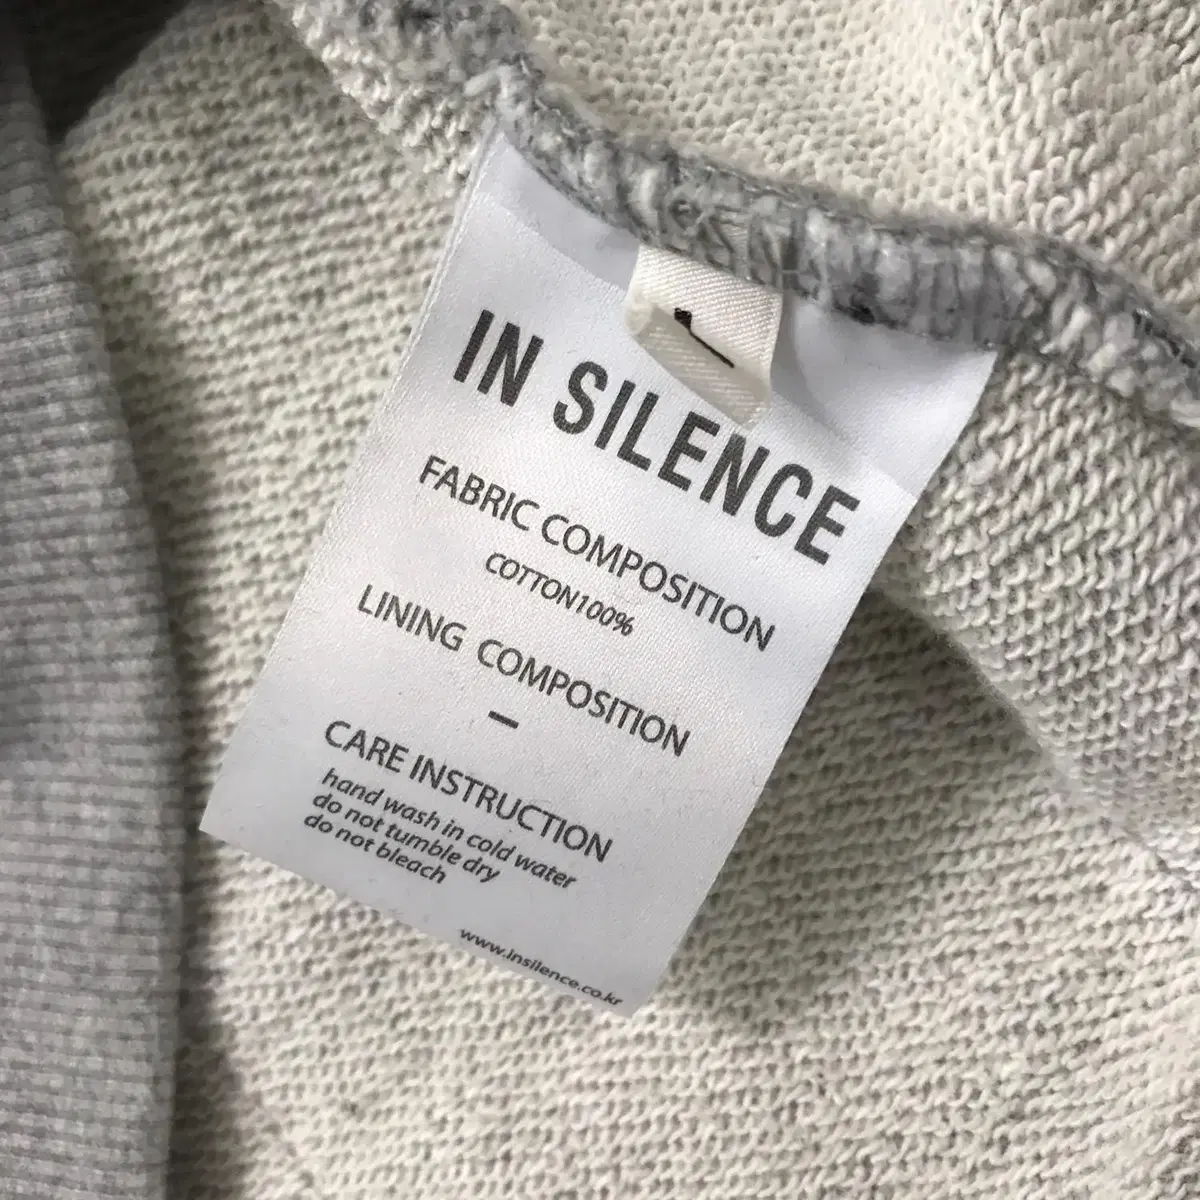 L
IN SILENCE
FABRIC COMPOSITION
COTTON100%
LINING COMPOSITION
–
CARE INSTRUCTION
hand wash in cold water
do not tumble dry
do not bleach
www.insilence.co.kr